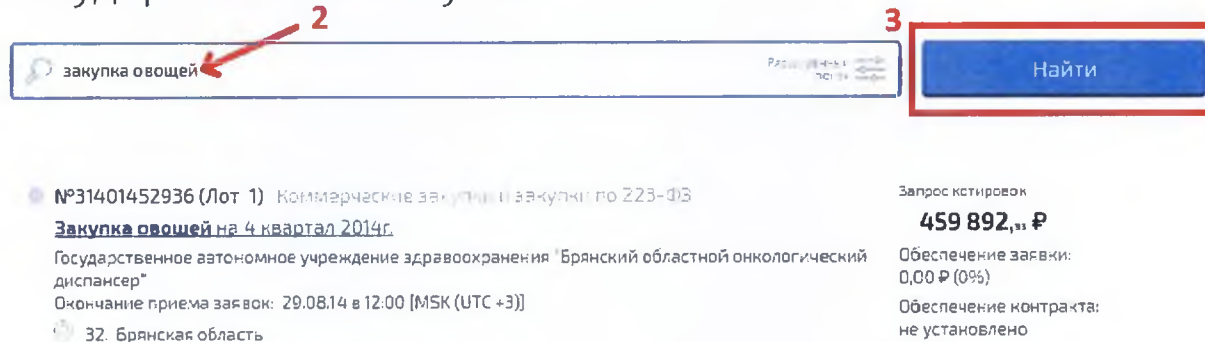 2
3
закупка овощей
Найти
№31401452936 (Лот 1) Коммерческие закупки и закупки по 223-ФЗ
Закупка овощей на 4 квартал 2014г.
Государственное автономное учреждение здравоохранения "Брянский областной онкологический
диспансер"
Окончание приема заявок: 29.08.14 в 12:00 [MSK (UTC +3)]
32. Брянская область
Запрос котировок
459 892, ₽
Обеспечение заявки:
0,00 ₽ (0%)
Обеспечение контракта:
не установлено